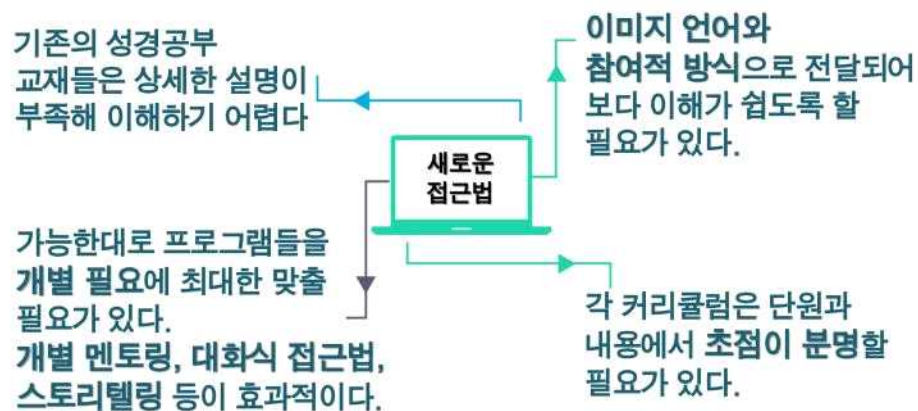 기존의 성경공부
교재들은 상세한 설명이
부족해 이해하기 어렵다
이미지 언어와
참여적 방식으로 전달되어
보다 이해가 쉽도록 할
필요가 있다.
새로운
접근법
가능한대로 프로그램들을
개별 필요에 최대한 맞출
필요가 있다.
개별 멘토링, 대화식 접근법,
스토리텔링 등이 효과적이다.
각 커리큘럼은 단원과
내용에서 초점이 분명할
필요가 있다.